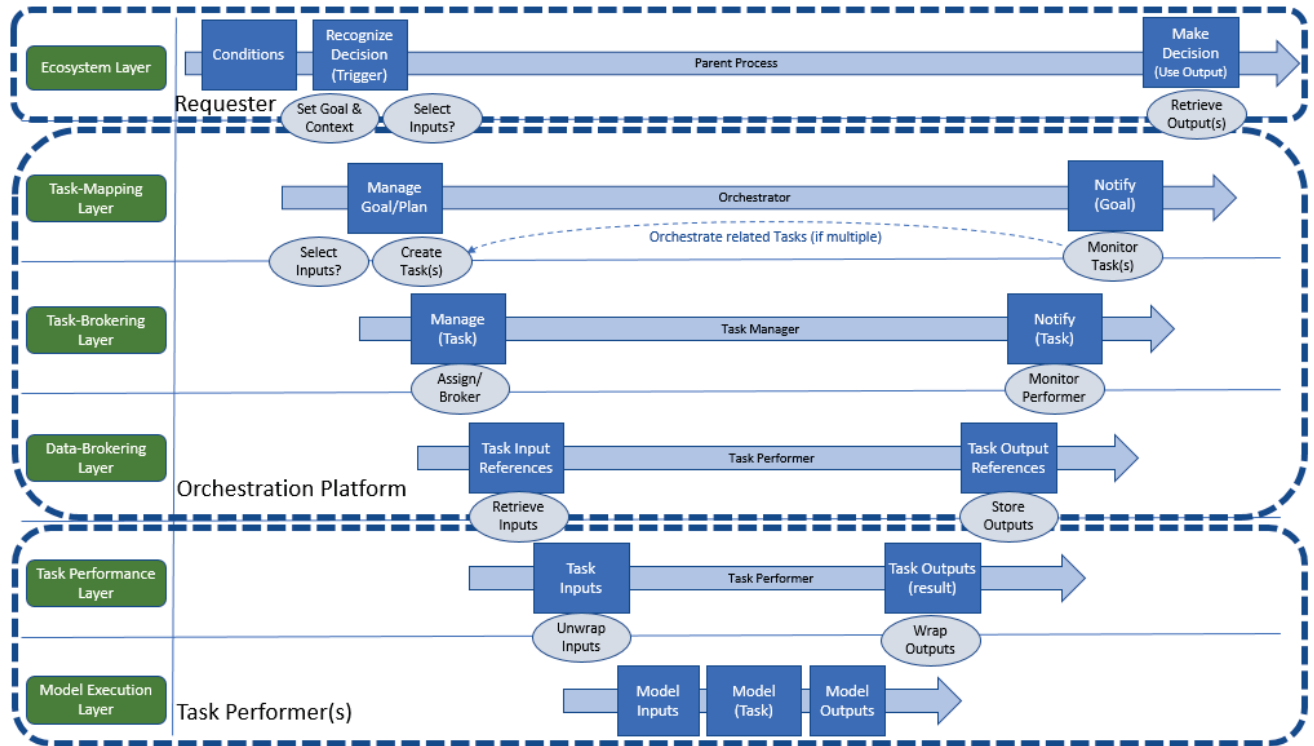 Ecosystem Layer
Conditions
Recognize
Decision
(Trigger)
Parent Process
Make
Decision
(Use Output)
Requester
Set Goal &
Context
Select
Inputs?
Retrieve
Output(s)
Task-Mapping
Layer
Manage
Goal/Plan
Orchestrator
Notify
(Goal)
Orchestrate related Tasks (if multiple)
Select
Inputs?
Create
Task(s)
Monitor
Task(s)
Task-Brokering
Layer
Manage
(Task)
Task Manager
Notify
(Task)
Assign/
Broker
Monitor
Performer
Data-Brokering
Layer
Task Input
References
Task Performer
Task Output
References
Orchestration Platform
Retrieve
Inputs
Store
Outputs
Task Performance
Layer
Task
Inputs
Task Performer
Task Outputs
(result)
Unwrap
Inputs
Wrap
Outputs
Model Execution
Layer
Model
Inputs
Model
(Task)
Model
Outputs
Task Performer(s)